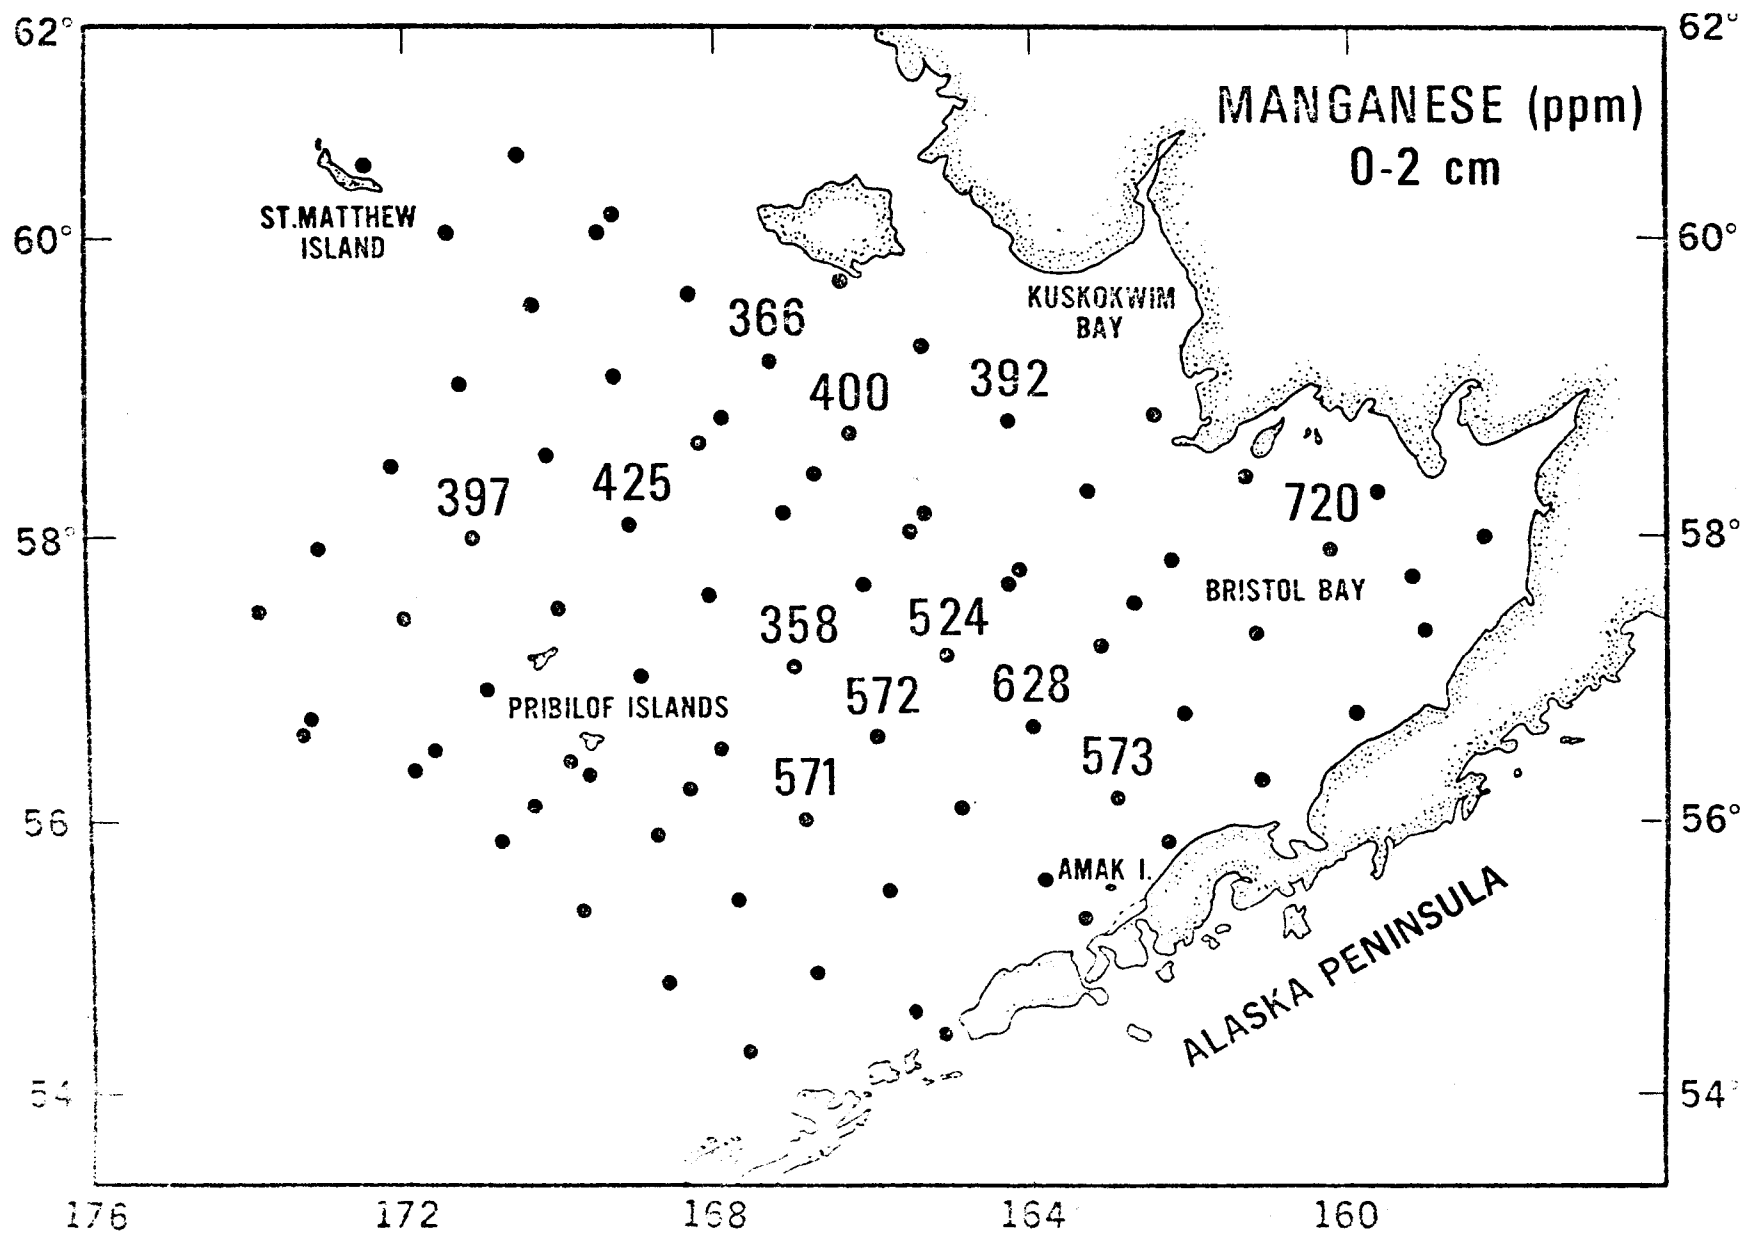 62°
62°
MANGANESE (ppm)
0-2 cm
ST.MATTHEW
ISLAND
60°
60°
KUSKOKWIM
BAY
366
400
392
397
425
720
58°
58°
BRISTOL BAY
358
524
572
628
PRIBILOF ISLANDS
571
573
56
56°
AMAK I.
ALASKA PENINSULA
54
54°
176
172
168
164
160